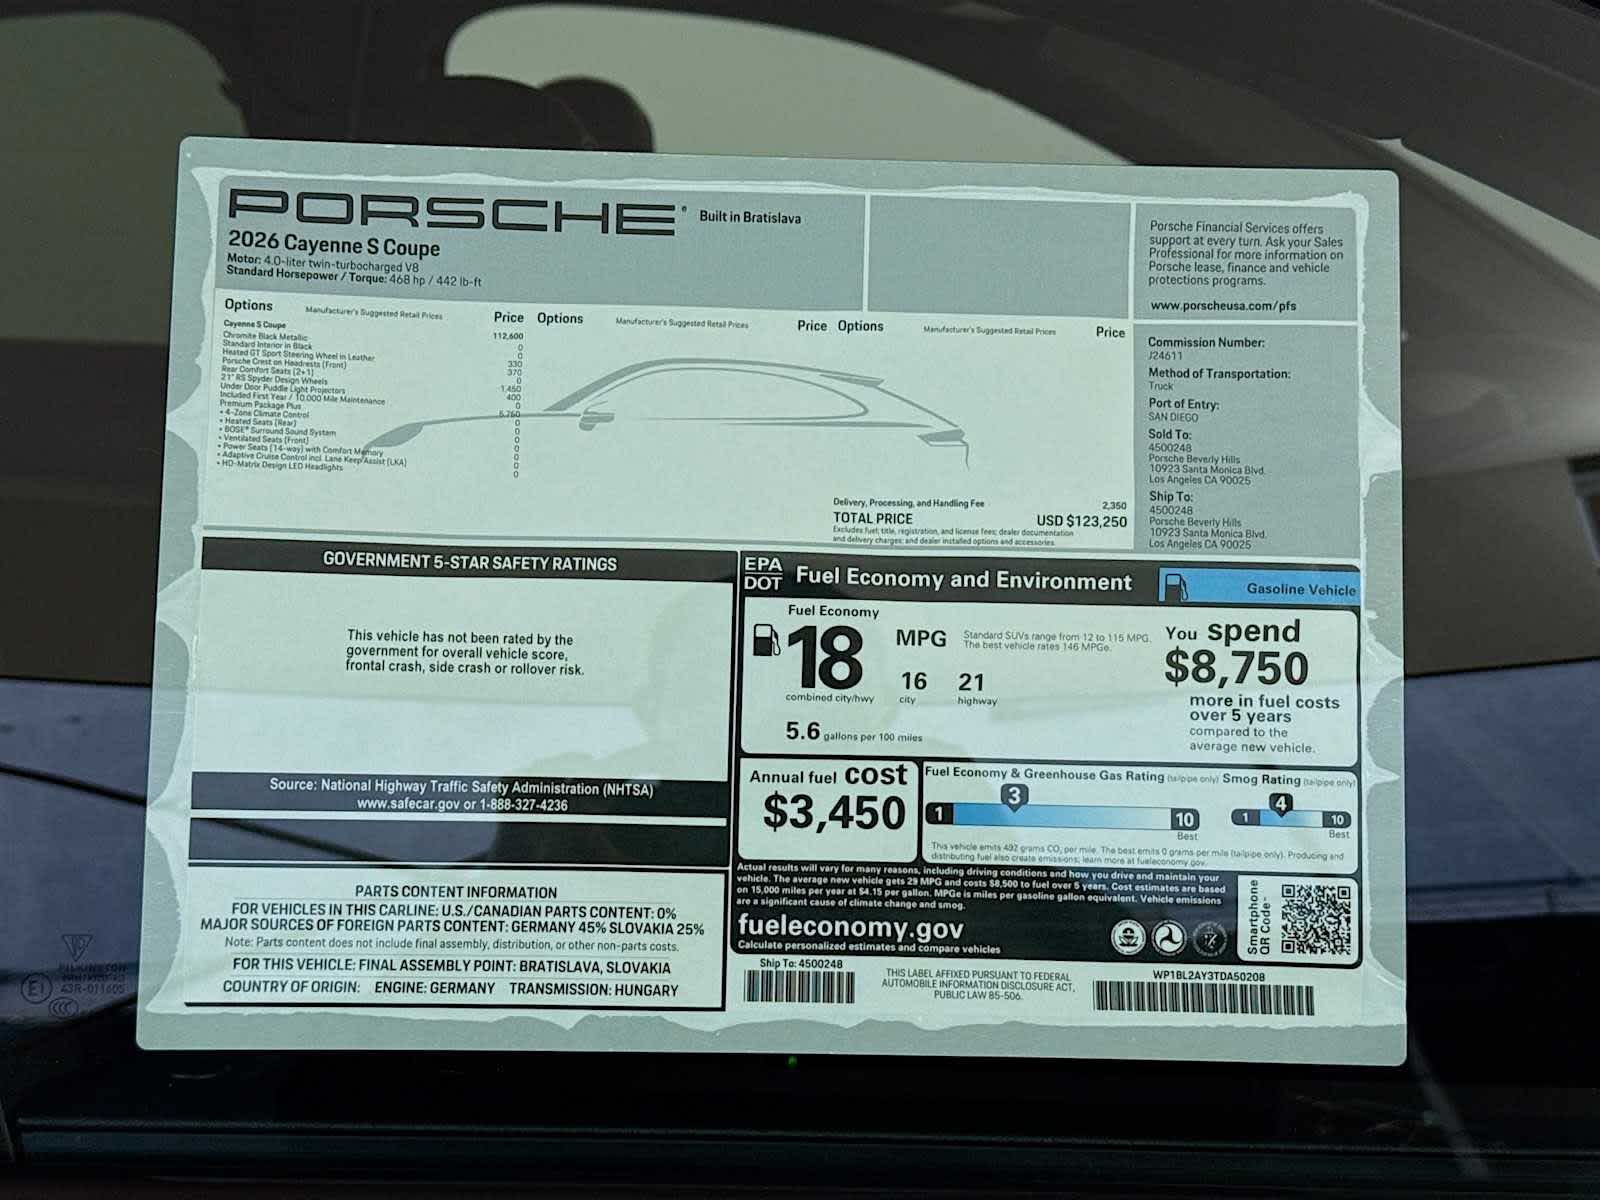 PORSCHE®
Built in Bratislava
2026 Cayenne S Coupe
Motor: 4.0-liter twin-turbocharged V8
Standard Horsepower / Torque: 468 hp / 442 lb-ft
Options Manufacturer's Suggested Retail Prices Price
Options Manufacturer's Suggested Retail Prices Price
Options Manufacturer's Suggested Retail Prices Price
Cayenne S Coupe 112,600
Chromite Black Metallic 0
Standard Interior in Black 0
Heated GT Sport Steering Wheel in Leather 330
Porsche Crest on Headrests (Front) 370
Rear Comfort Seats (2+1) 0
21" RS Spyder Design Wheels 1,450
Under Door Puddle Light Projectors 400
Included First Year / 10,000 Mile Maintenance 0
Premium Package Plus 5,750
• 4-Zone Climate Control 0
• Heated Seats (Rear) 0
• BOSE® Surround Sound System 0
• Ventilated Seats (Front) 0
• Power Seats (14-way) with Comfort Memory 0
• Adaptive Cruise Control incl. Lane Keep Assist (LKA) 0
• HD-Matrix Design LED Headlights 0
Delivery, Processing, and Handling Fee 2,350
TOTAL PRICE USD $123,250
Excludes fuel; title, registration, and license fees; dealer documentation
and delivery charges; and dealer installed options and accessories.
Porsche Financial Services offers
support at every turn. Ask your Sales
Professional for more information on
Porsche lease, finance and vehicle
protections programs.
www.porscheusa.com/pfs
Commission Number:
J24611
Method of Transportation:
Truck
Port of Entry:
SAN DIEGO
Sold To:
4500248
Porsche Beverly Hills
10923 Santa Monica Blvd.
Los Angeles CA 90025
Ship To:
4500248
Porsche Beverly Hills
10923 Santa Monica Blvd.
Los Angeles CA 90025
GOVERNMENT 5-STAR SAFETY RATINGS
This vehicle has not been rated by the
government for overall vehicle score,
frontal crash, side crash or rollover risk.
Source: National Highway Traffic Safety Administration (NHTSA)
www.safecar.gov or 1-888-327-4236
PARTS CONTENT INFORMATION
FOR VEHICLES IN THIS CARLINE: U.S./CANADIAN PARTS CONTENT: 0%
MAJOR SOURCES OF FOREIGN PARTS CONTENT: GERMANY 45% SLOVAKIA 25%
Note: Parts content does not include final assembly, distribution, or other non-parts costs.
FOR THIS VEHICLE: FINAL ASSEMBLY POINT: BRATISLAVA, SLOVAKIA
COUNTRY OF ORIGIN: ENGINE: GERMANY TRANSMISSION: HUNGARY
EPA
DOT
Fuel Economy and Environment
Gasoline Vehicle
Fuel Economy
18 MPG
combined city/hwy
16
city
21
highway
Standard SUVs range from 12 to 115 MPG.
The best vehicle rates 146 MPGe.
5.6 gallons per 100 miles
You spend
$8,750
more in fuel costs
over 5 years
compared to the
average new vehicle.
Annual fuel cost
$3,450
Fuel Economy & Greenhouse Gas Rating (tailpipe only)
1 3 10
Best
Smog Rating (tailpipe only)
1 4 10
Best
This vehicle emits 492 grams CO₂ per mile. The best emits 0 grams per mile (tailpipe only). Producing and
distributing fuel also create emissions; learn more at fueleconomy.gov.
Actual results will vary for many reasons, including driving conditions and how you drive and maintain your
vehicle. The average new vehicle gets 29 MPG and costs $8,500 to fuel over 5 years. Cost estimates are based
on 15,000 miles per year at $4.15 per gallon. MPGe is miles per gasoline gallon equivalent. Vehicle emissions
are a significant cause of climate change and smog.
fueleconomy.gov
Calculate personalized estimates and compare vehicles
Smartphone
QR Code™
Ship To: 4500248
THIS LABEL AFFIXED PURSUANT TO FEDERAL
AUTOMOBILE INFORMATION DISCLOSURE ACT,
PUBLIC LAW 85-506.
WP1BL2AY3TDA50208
PILKINGTON
E1
43R-011605
CCC